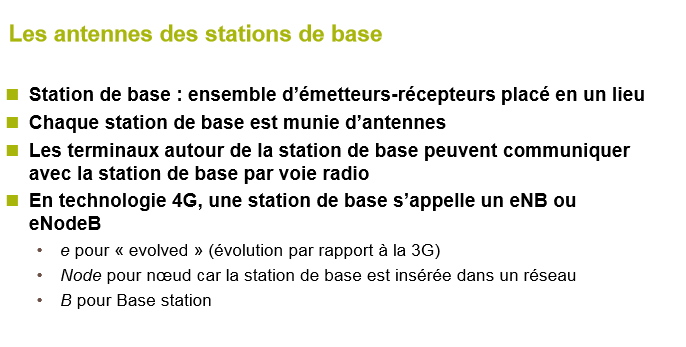 Les antennes des stations de base
Station de base : ensemble d’émetteurs-récepteurs placé en un lieu
Chaque station de base est munie d’antennes
Les terminaux autour de la station de base peuvent communiquer
avec la station de base par voie radio
En technologie 4G, une station de base s’appelle un eNB ou
eNodeB
• e pour « evolved » (évolution par rapport à la 3G)
• Node pour nœud car la station de base est insérée dans un réseau
• B pour Base station